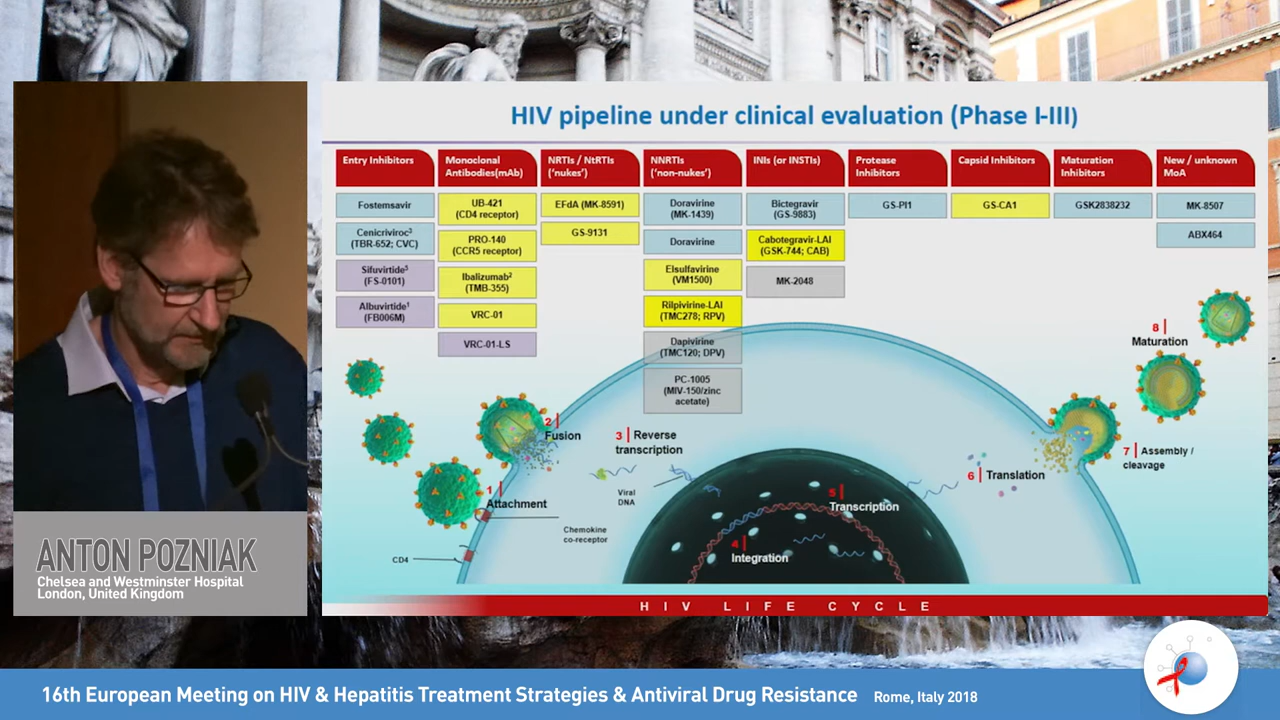 HIV pipeline under clinical evaluation (Phase I-III)
Entry Inhibitors
Monoclonal
Antibodies(mAb)
NRTIs / NtRTIs
('nukes')
NNRTIs
('non-nukes')
INIs (or INSTIs)
Protease
Inhibitors
Capsid Inhibitors
Maturation
Inhibitors
New / unknown
MoA
Fostemsavir
Cenicriviroc³
(TBR-652; CVC)
Sifuvirtide³
(FS-0101)
Albuvirtide¹
(FB006M)
UB-421
(CD4 receptor)
PRO-140
(CCR5 receptor)
Ibalizumab²
(TMB-355)
VRC-01
VRC-01-LS
EFdA (MK-8591)
GS-9131
Doravirine
(MK-1439)
Doravirine
Elsulfavirine
(VM1500)
Rilpivirine-LAI
(TMC278; RPV)
Dapivirine
(TMC120; DPV)
PC-1005
(MIV-150/zinc
acetate)
Bictegravir
(GS-9883)
Cabotegravir-LAI
(GSK-744; CAB)
MK-2048
GS-PI1
GS-CA1
GSK2838232
MK-8507
ABX464
1 |
Attachment
2 |
Fusion
3 | Reverse
transcription
4 |
Integration
5 |
Transcription
6 | Translation
7 | Assembly /
cleavage
8 |
Maturation
Viral
DNA
Chemokine
co-receptor
CD4
HIV LIFE CYCLE
ANTON POZNIAK
Chelsea and Westminster Hospital
London, United Kingdom
16th European Meeting on HIV & Hepatitis Treatment Strategies & Antiviral Drug Resistance Rome, Italy 2018